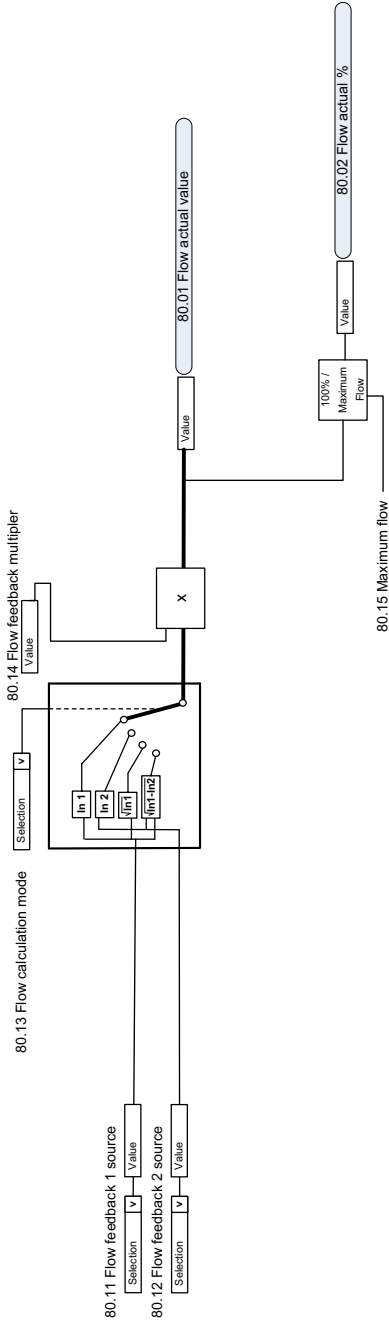 80.11 Flow feedback 1 source
Selection v
Value
80.12 Flow feedback 2 source
Selection v
Value
80.13 Flow calculation mode
Selection v
In 1
In 2
√In1
√In1-In2
80.14 Flow feedback multipler
Value
X
Value
80.01 Flow actual value
100% /
Maximum
Flow
80.15 Maximum flow
Value
80.02 Flow actual %